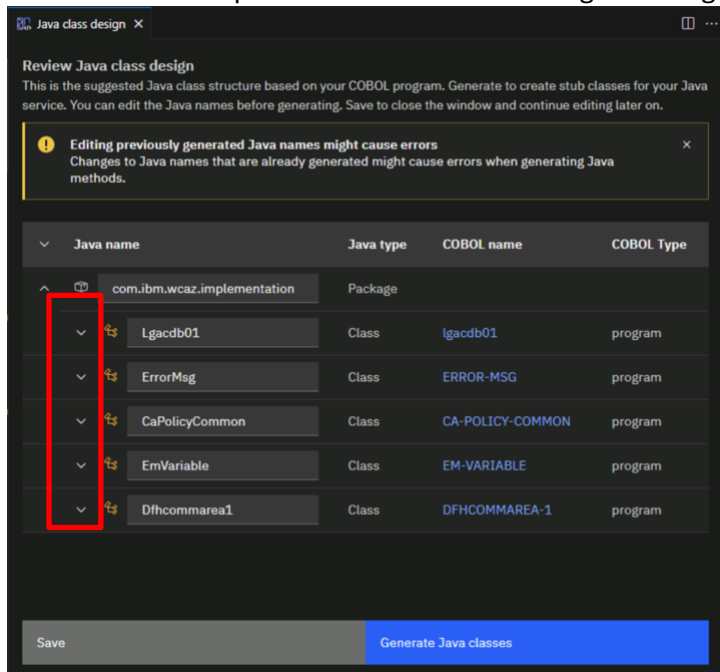 Java class design
Review Java class design
This is the suggested Java class structure based on your COBOL program. Generate to create stub classes for your Java
service. You can edit the Java names before generating. Save to close the window and continue editing later on.
Editing previously generated Java names might cause errors
Changes to Java names that are already generated might cause errors when generating Java
methods.
Java name Java type COBOL name COBOL Type
com.ibm.wcaz.implementation Package
Lgacdb01 Class lgacdb01 program
ErrorMsg Class ERROR-MSG program
CaPolicyCommon Class CA-POLICY-COMMON program
EmVariable Class EM-VARIABLE program
Dfhcommarea1 Class DFHCOMMAREA-1 program
Save Generate Java classes